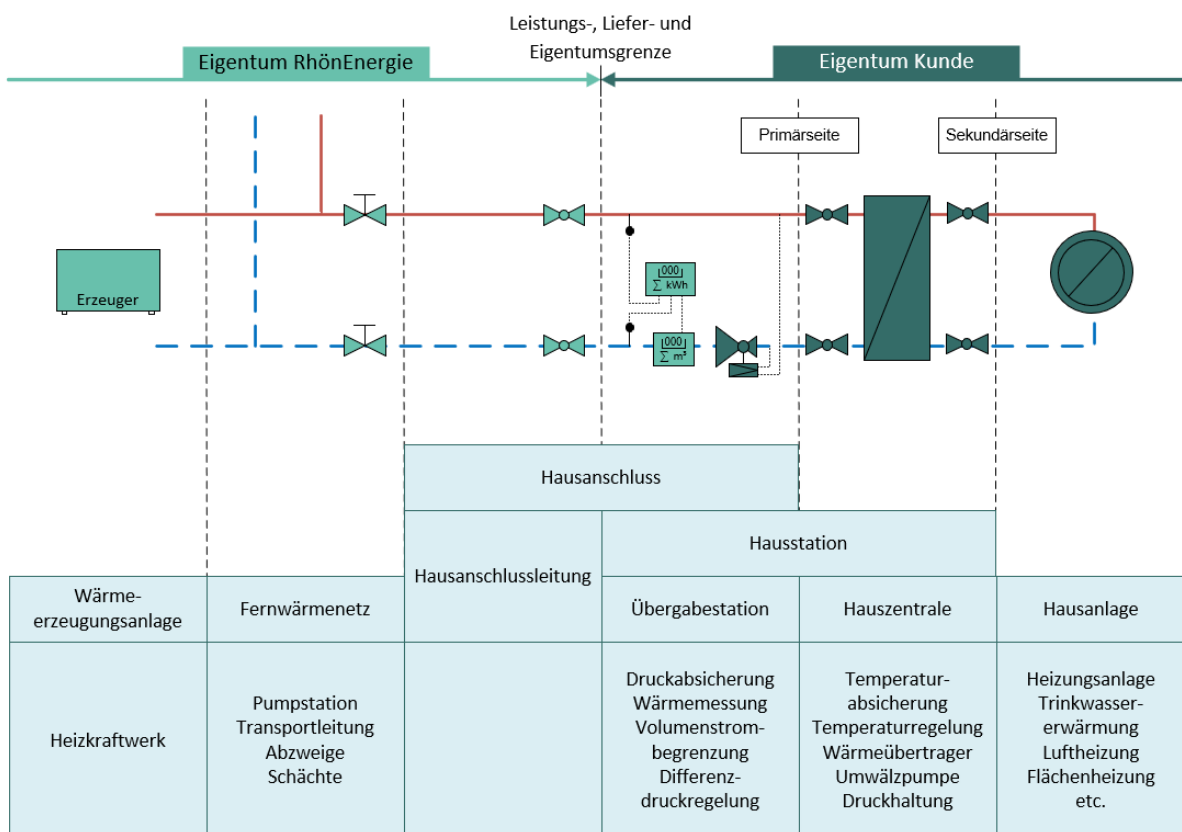 Leistungs-, Liefer- und
Eigentumsgrenze
Eigentum RhönEnergie
Eigentum Kunde
Primärseite
Sekundärseite
Erzeuger
000
∑ kWh
000
∑ m³
Hausanschluss
Hausanschlussleitung
Hausstation
Wärme-
erzeugungsanlage
Fernwärmenetz
Übergabestation
Hauszentrale
Hausanlage
Heizkraftwerk
Pumpstation
Transportleitung
Abzweige
Schächte
Druckabsicherung
Wärmemessung
Volumenstrom-
begrenzung
Differenz-
druckregelung
Temperatur-
absicherung
Temperaturregelung
Wärmeübertrager
Umwälzpumpe
Druckhaltung
Heizungsanlage
Trinkwasser-
erwärmung
Luftheizung
Flächenheizung
etc.